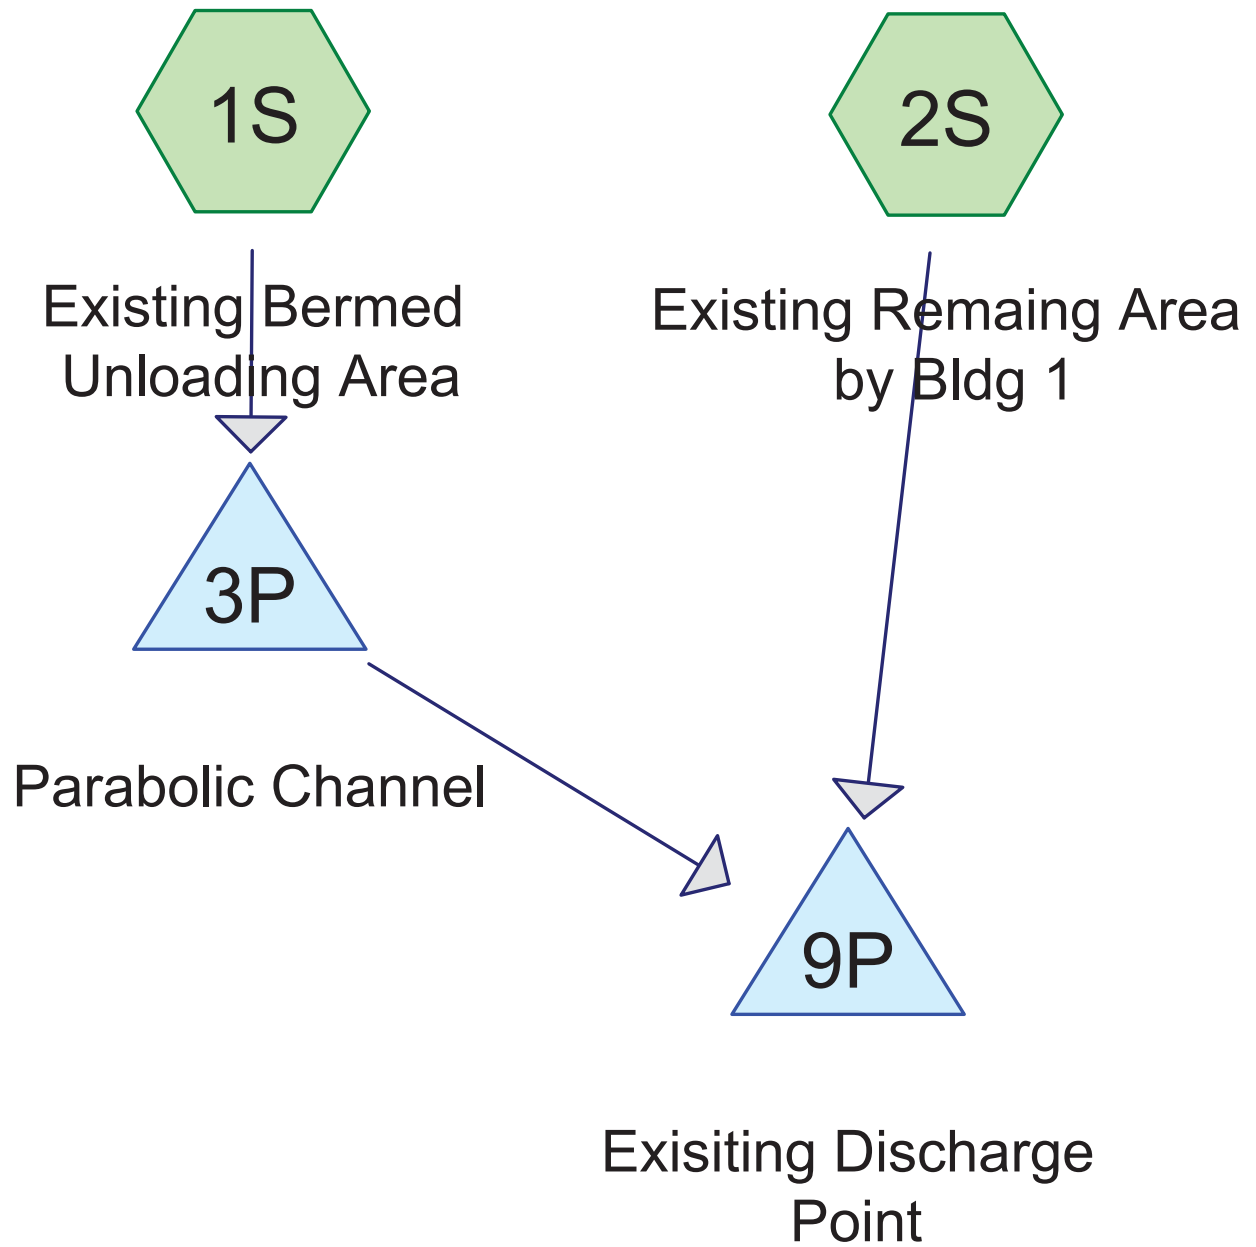 1S
Existing Bermed
Unloading Area
2S
Existing Remaing Area
by Bldg 1
3P
Parabolic Channel
9P
Exisiting Discharge
Point